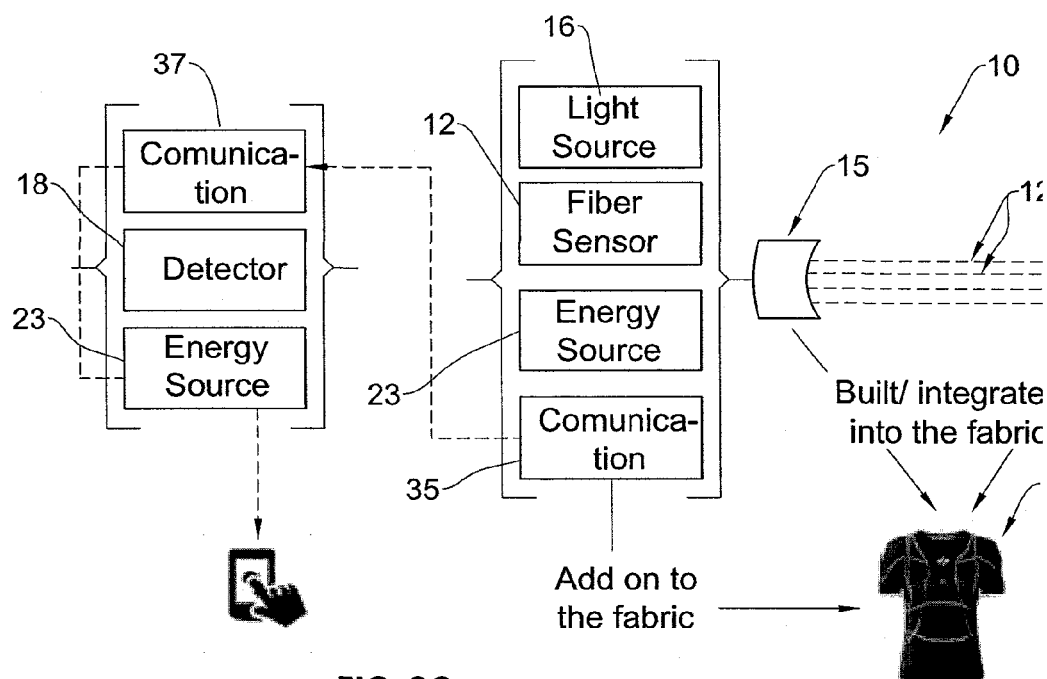 37
Comunica-
tion
18
Detector
23
Energy
Source
16
Light
Source
12
Fiber
Sensor
Energy
Source
23
Comunica-
tion
35
10
15
12
Built/ integrate
into the fabric
Add on to
the fabric